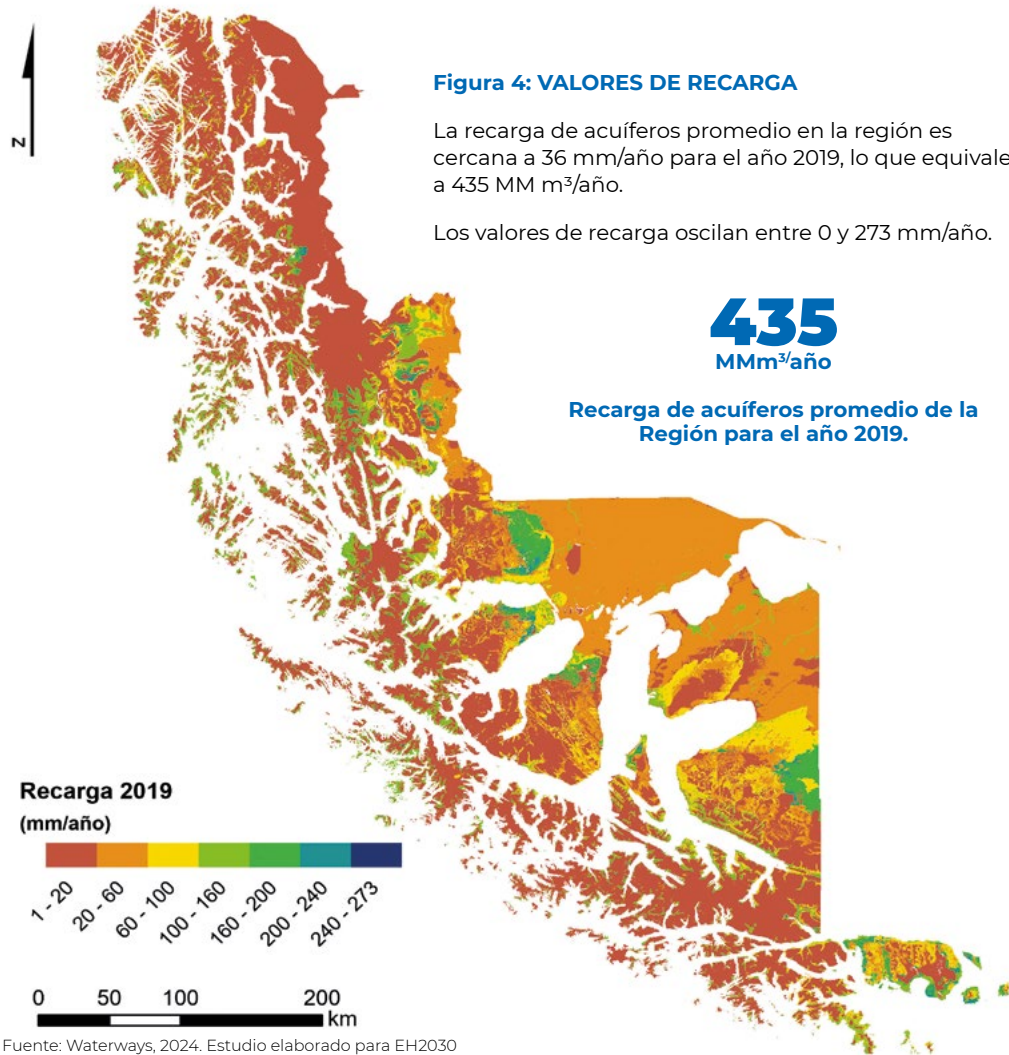 N
Figura 4: VALORES DE RECARGA
La recarga de acuíferos promedio en la región es
cercana a 36 mm/año para el año 2019, lo que equivale
a 435 MM m³/año.
Los valores de recarga oscilan entre 0 y 273 mm/año.
435
MMm³/año
Recarga de acuíferos promedio de la
Región para el año 2019.
Recarga 2019
(mm/año)
1 - 20
20 - 60
60 - 100
100 - 160
160 - 200
200 - 240
240 - 273
0 50 100 200
km
Fuente: Waterways, 2024. Estudio elaborado para EH2030